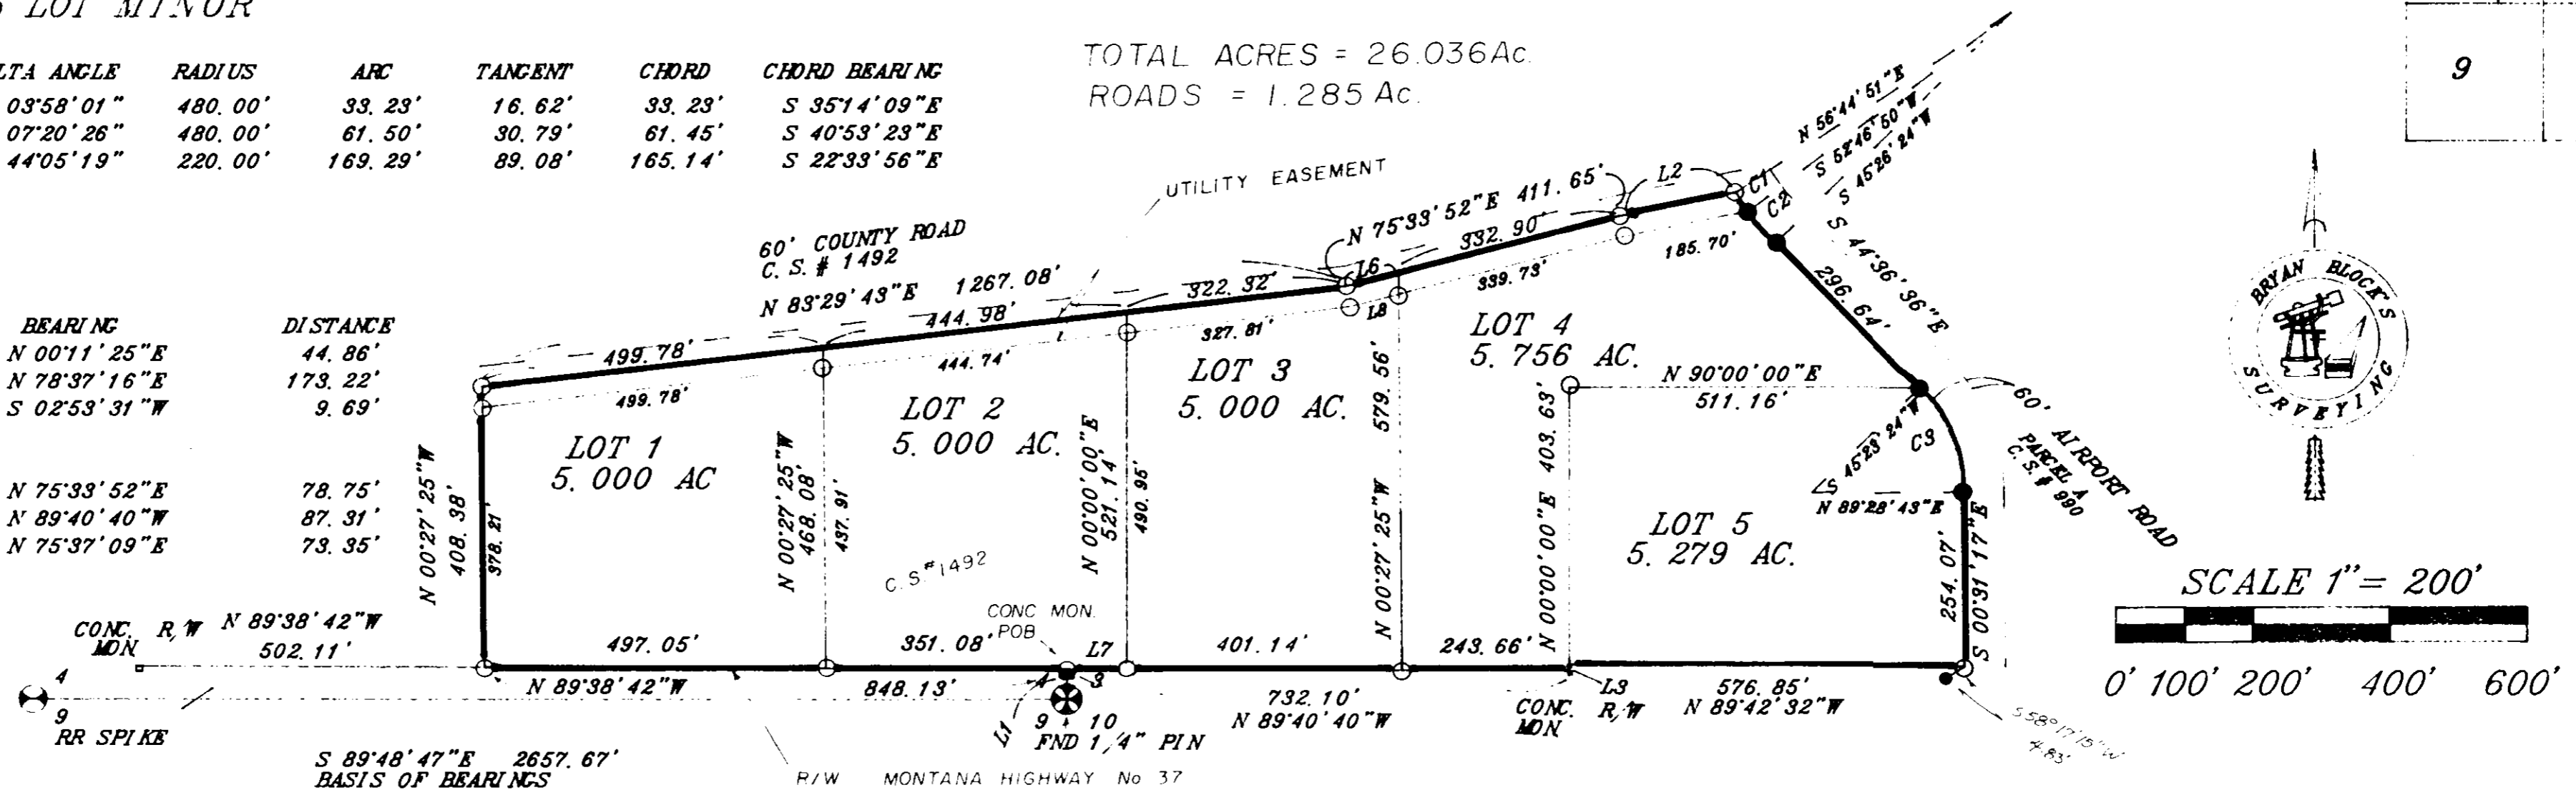 LOT MINOR
LTA ANGLE RADIUS ARC TANGENT CHORD CHORD BEARING
03°58'01" 480.00' 33.23' 16.62' 33.23' S 35°14'09"E
07°20'26" 480.00' 61.50' 30.79' 61.45' S 40°53'23"E
44°05'19" 220.00' 169.29' 89.08' 165.14' S 22°33'56"E
TOTAL ACRES = 26.036Ac.
ROADS = 1.285 Ac.
9
BEARING DISTANCE
N 00°11'25"E 44.86'
N 78°37'16"E 173.22'
S 02°53'31"W 9.69'
N 75°33'52"E 78.75'
N 89°40'40"W 87.31'
N 75°37'09"E 73.35'
UTILITY EASEMENT
60' COUNTY ROAD
C.S.# 1492
N 83°29'43"E 1267.08'
N 75°33'52"E 411.65'
L2
C1
C2
N 56°44'51"E
S 52°46'50"W
S 45°26'24"W
S 44°36'36"E
296.64'
499.78'
444.98'
322.32'
L6
332.90'
499.78'
444.74'
327.81'
L8
339.73'
185.70'
LOT 1
5.000 AC
LOT 2
5.000 AC.
LOT 3
5.000 AC.
LOT 4
5.756 AC.
LOT 5
5.279 AC.
N 00°27'25"W
408.38'
378.21'
N 00°27'25"W
468.08'
437.91'
N 00°00'00"E
521.14'
490.95'
N 00°27'25"W 579.56'
N 00°00'00"E 403.63'
N 90°00'00"E
511.16'
S 45°23'24"W
C3
N 89°28'43"E
254.07'
S 00°31'17"E
60' AIRPORT ROAD
PARCEL A
C.S.# 990
C.S.#1492
CONC MON.
POB
CONC. R/W
MON
N 89°38'42"W
502.11'
497.05'
351.08'
L7
401.14'
243.66'
N 89°38'42"W
848.13'
732.10'
N 89°40'40"W
CONC. R/W
MON
L3
576.85'
N 89°42'32"W
S58°17'15"W
4.83'
4
9
RR SPIKE
4
3
L1
9 10
FND 1/4" PIN
S 89°48'47"E 2657.67'
BASIS OF BEARINGS
R/W MONTANA HIGHWAY No 37
BRYAN BLOCK'S
SURVEYING
SCALE 1"= 200'
0' 100' 200' 400' 600'